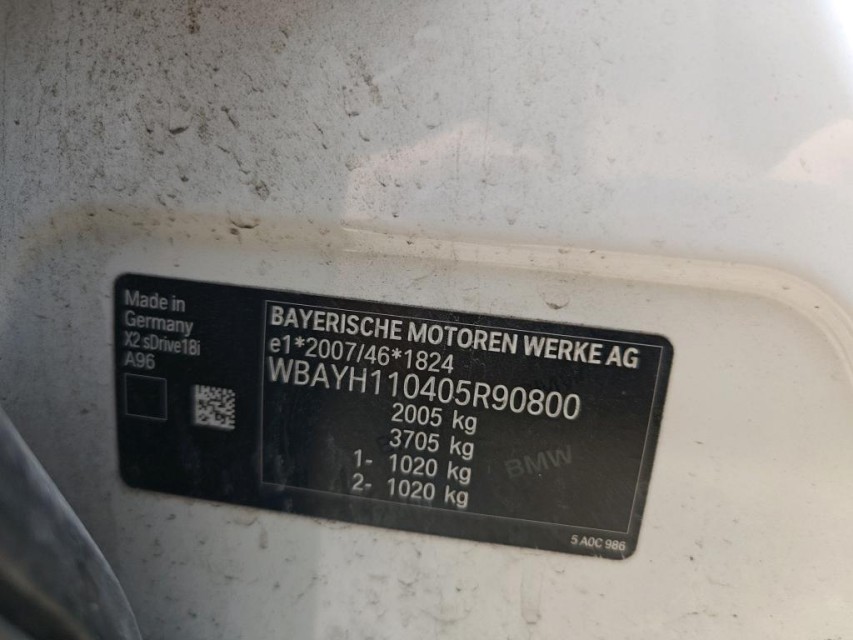 Made in
Germany
X2 sDrive18i
A96
BAYERISCHE MOTOREN WERKE AG
e1*2007/46*1824
WBAYH110405R90800
2005 kg
3705 kg
1- 1020 kg
2- 1020 kg
BMW
5 A0C 986